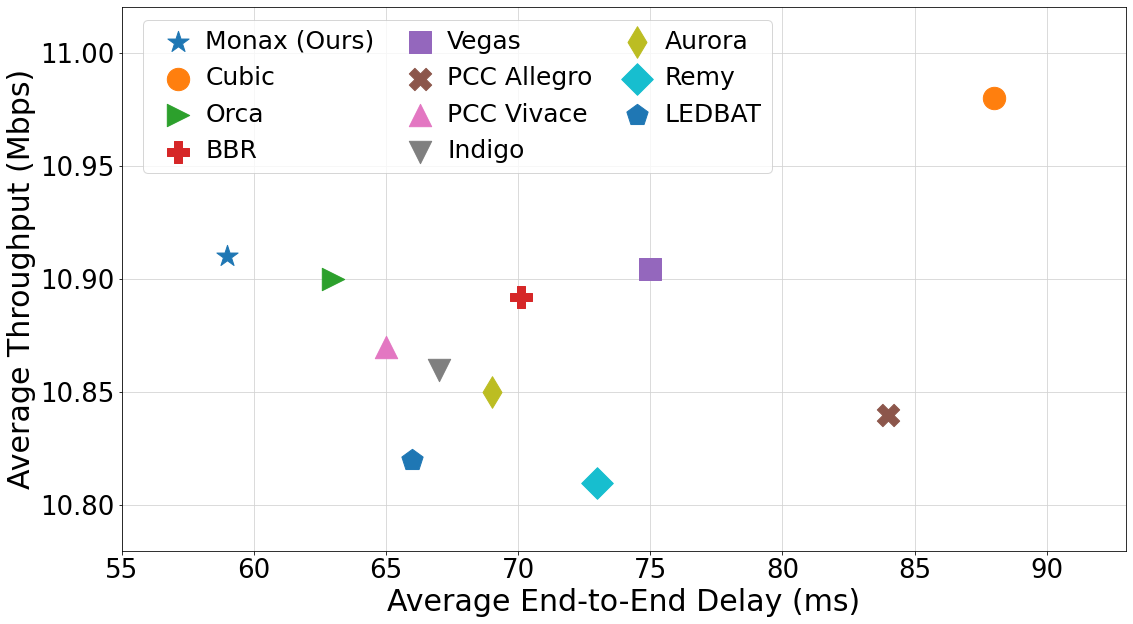 11.00
10.95
10.90
10.85
10.80
Average Throughput (Mbps)
Monax (Ours)
Cubic
Orca
BBR
Vegas
PCC Allegro
PCC Vivace
Indigo
Aurora
Remy
LEDBAT
55 60 65 70 75 80 85 90
Average End-to-End Delay (ms)